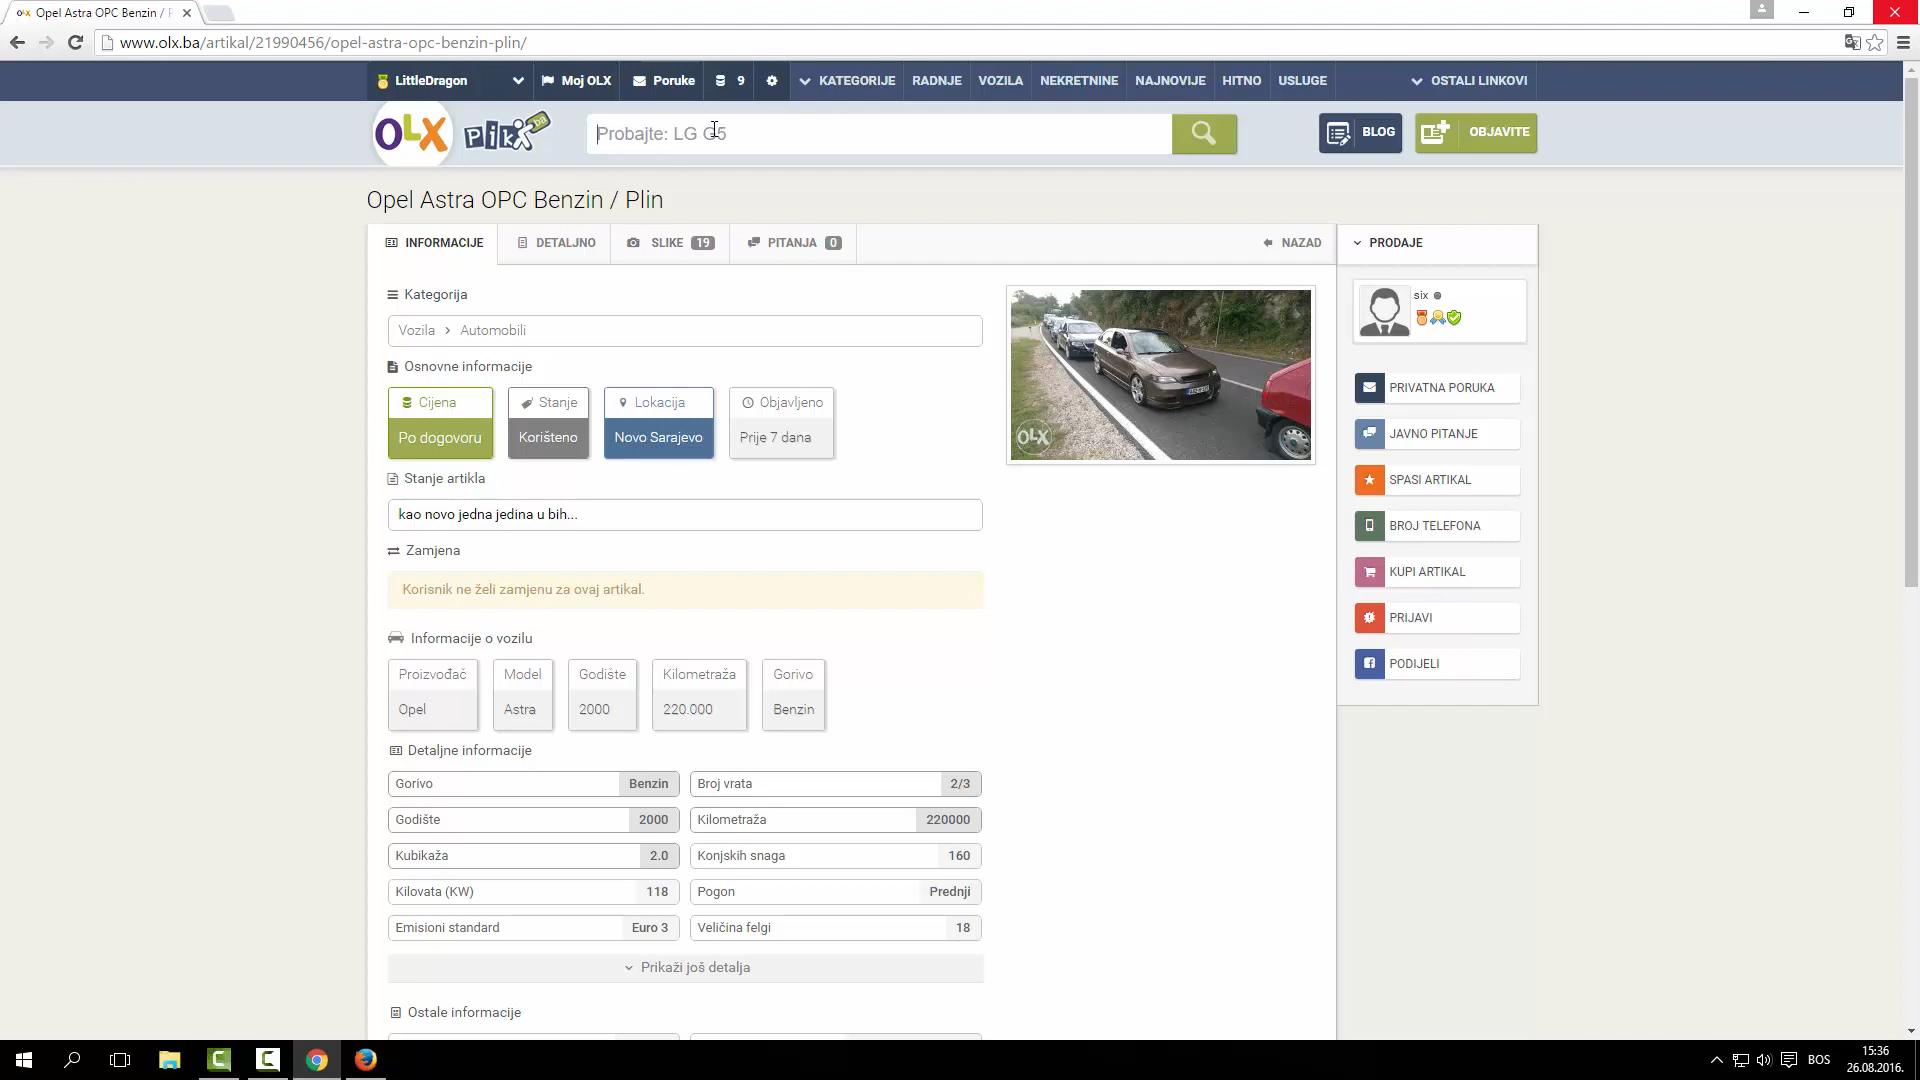 Opel Astra OPC Benzin / P
www.olx.ba/artikal/21990456/opel-astra-opc-benzin-plin/
LittleDragon
Moj OLX
Poruke
9
KATEGORIJE
RADNJE
VOZILA
NEKRETNINE
NAJNOVIJE
HITNO
USLUGE
OSTALI LINKOVI
OLX
PIK.ba
Probajte: LG G5
BLOG
OBJAVITE
Opel Astra OPC Benzin / Plin
INFORMACIJE
DETALJNO
SLIKE 19
PITANJA 0
NAZAD
PRODAJE
Kategorija
Vozila > Automobili
Osnovne informacije
Cijena
Po dogovoru
Stanje
Korišteno
Lokacija
Novo Sarajevo
Objavljeno
Prije 7 dana
Stanje artikla
kao novo jedna jedina u bih...
Zamjena
Korisnik ne želi zamjenu za ovaj artikal.
Informacije o vozilu
Proizvođač
Opel
Model
Astra
Godište
2000
Kilometraža
220.000
Gorivo
Benzin
Detaljne informacije
Gorivo Benzin
Broj vrata 2/3
Godište 2000
Kilometraža 220000
Kubikaža 2.0
Konjskih snaga 160
Kilovata (KW) 118
Pogon Prednji
Emisioni standard Euro 3
Veličina felgi 18
Prikaži još detalja
Ostale informacije
OLX
six
PRIVATNA PORUKA
JAVNO PITANJE
SPASI ARTIKAL
BROJ TELEFONA
KUPI ARTIKAL
PRIJAVI
PODIJELI
BOS
15:36
26.08.2016.